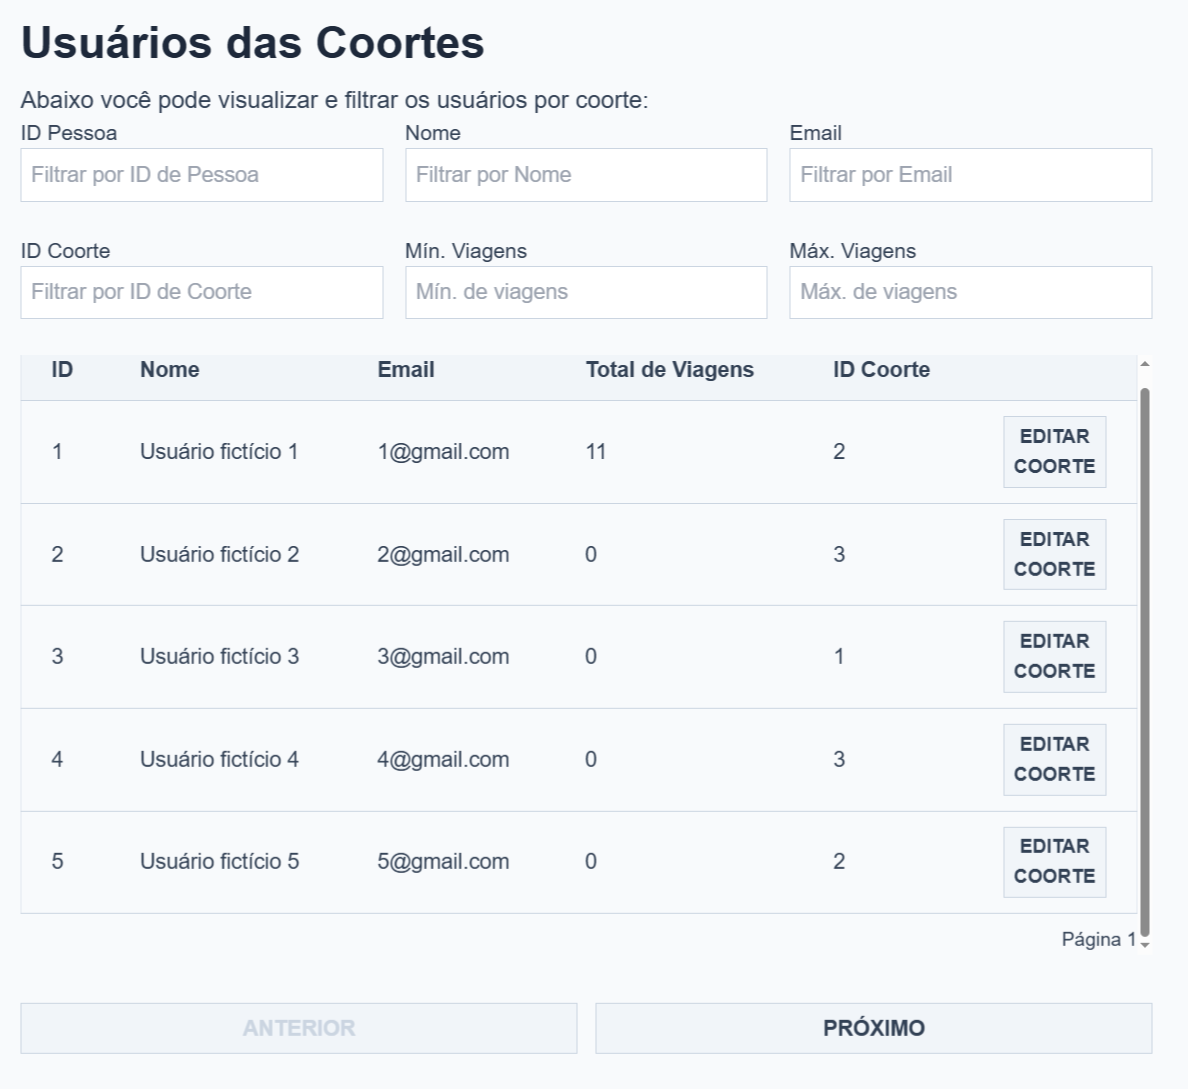 Usuários das Coortes
Abaixo você pode visualizar e filtrar os usuários por coorte:
ID Pessoa Nome Email
Filtrar por ID de Pessoa Filtrar por Nome Filtrar por Email
ID Coorte Mín. Viagens Máx. Viagens
Filtrar por ID de Coorte Mín. de viagens Máx. de viagens
ID Nome Email Total de Viagens ID Coorte
1 Usuário fictício 1 1@gmail.com 11 2 EDITAR COORTE
2 Usuário fictício 2 2@gmail.com 0 3 EDITAR COORTE
3 Usuário fictício 3 3@gmail.com 0 1 EDITAR COORTE
4 Usuário fictício 4 4@gmail.com 0 3 EDITAR COORTE
5 Usuário fictício 5 5@gmail.com 0 2 EDITAR COORTE
Página 1
ANTERIOR PRÓXIMO